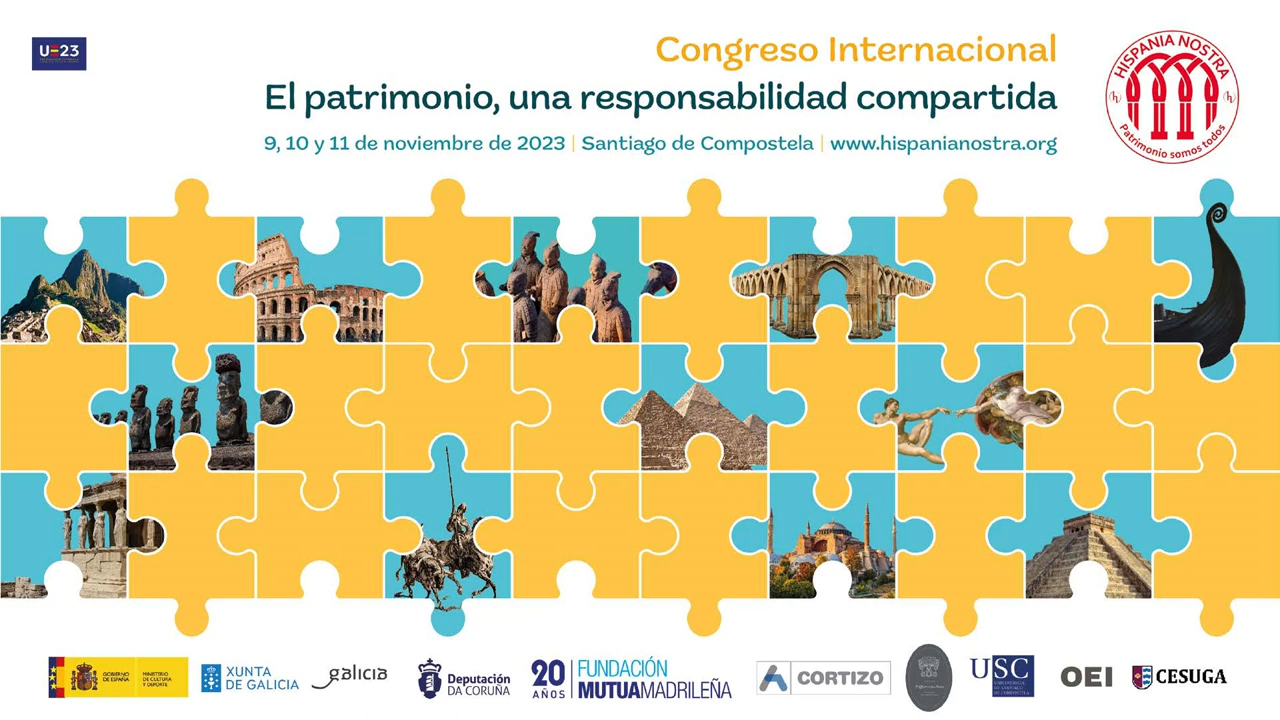 U 23
Congreso Internacional
El patrimonio, una responsabilidad compartida
9, 10 y 11 de noviembre de 2023 | Santiago de Compostela | www.hispanianostra.org
HISPANIA NOSTRA
Patrimonio somos todos
GOBIERNO
DE ESPAÑA
MINISTERIO
DE CULTURA
Y DEPORTE
XUNTA
DE GALICIA
galicia
Deputación
DA CORUÑA
20
AÑOS
FUNDACIÓN
MUTUAMADRILEÑA
CORTIZO
USC
OEI
CESUGA